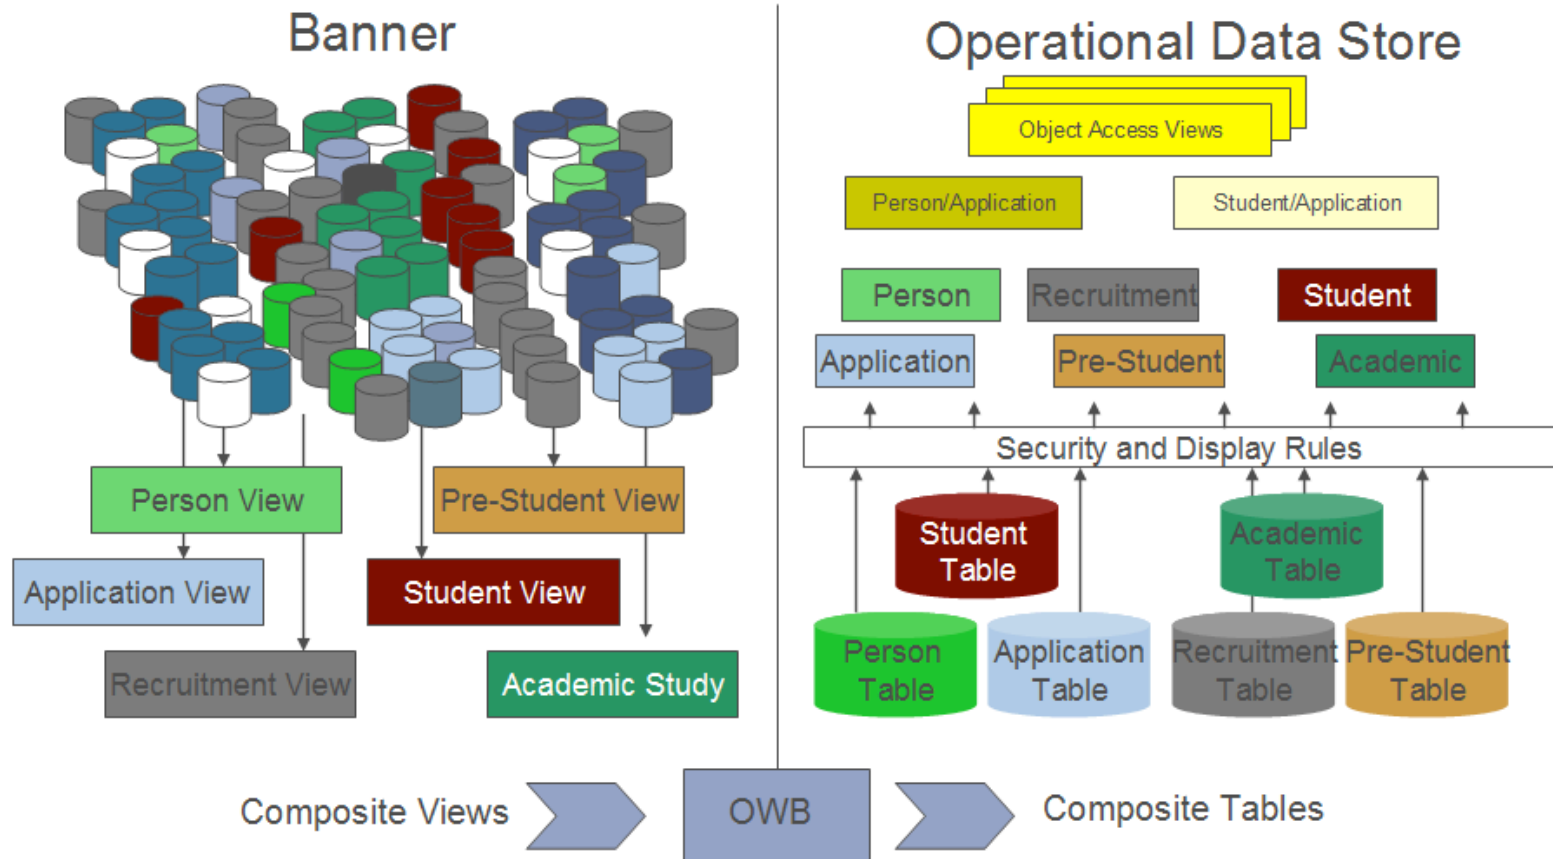 Banner
Operational Data Store
Object Access Views
Person/Application
Student/Application
Person
Recruitment
Student
Application
Pre-Student
Academic
Security and Display Rules
Person View
Pre-Student View
Application View
Student View
Recruitment View
Academic Study
Student
Table
Academic
Table
Person
Table
Application
Table
Recruitment
Table
Pre-Student
Table
Composite Views
OWB
Composite Tables